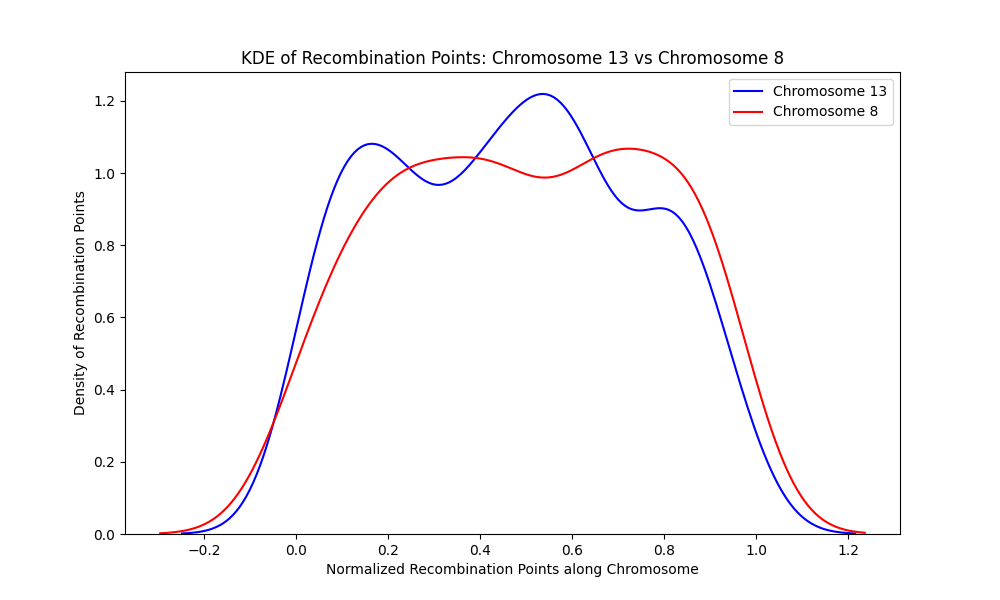 KDE of Recombination Points: Chromosome 13 vs Chromosome 8
Chromosome 13
Chromosome 8
Density of Recombination Points
1.2
1.0
0.8
0.6
0.4
0.2
0.0
−0.2 0.0 0.2 0.4 0.6 0.8 1.0 1.2
Normalized Recombination Points along Chromosome